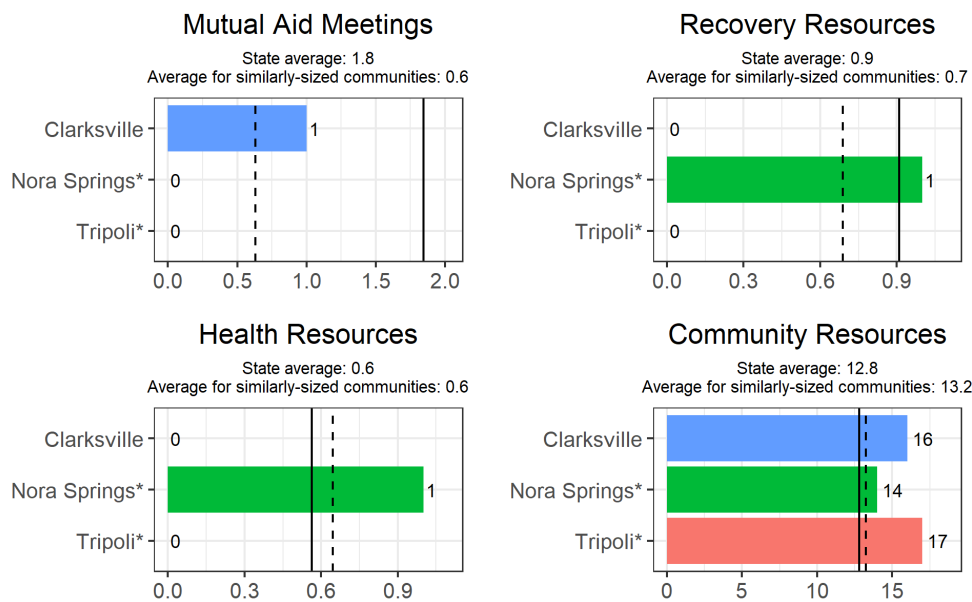 Mutual Aid Meetings
State average: 1.8
Average for similarly-sized communities: 0.6
Clarksville
1
Nora Springs*
0
Tripoli*
0
0.0 0.5 1.0 1.5 2.0
Recovery Resources
State average: 0.9
Average for similarly-sized communities: 0.7
Clarksville
0
Nora Springs*
1
Tripoli*
0
0.0 0.3 0.6 0.9
Health Resources
State average: 0.6
Average for similarly-sized communities: 0.6
Clarksville
0
Nora Springs*
1
Tripoli*
0
0.0 0.3 0.6 0.9
Community Resources
State average: 12.8
Average for similarly-sized communities: 13.2
Clarksville
16
Nora Springs*
14
Tripoli*
17
0 5 10 15